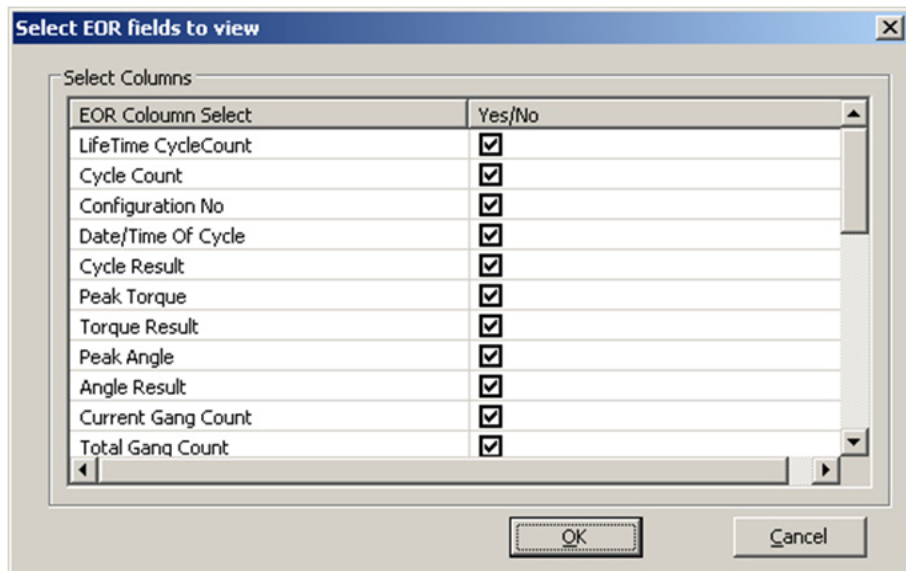 Select EOR fields to view
Select Columns
EOR Coloumn Select Yes/No
LifeTime CycleCount
Cycle Count
Configuration No
Date/Time Of Cycle
Cycle Result
Peak Torque
Torque Result
Peak Angle
Angle Result
Current Gang Count
Total Gang Count
OK Cancel